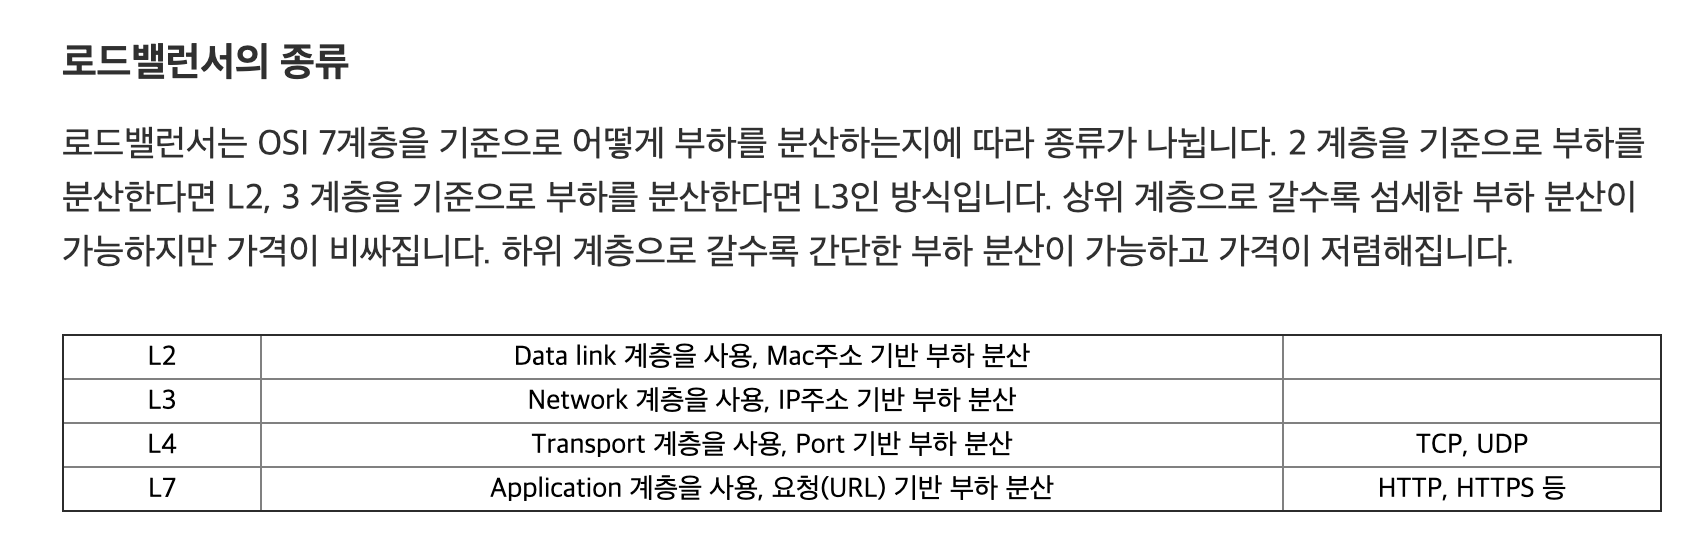 로드밸런서의 종류
로드밸런서는 OSI 7계층을 기준으로 어떻게 부하를 분산하는지에 따라 종류가 나뉩니다. 2 계층을 기준으로 부하를
분산한다면 L2, 3 계층을 기준으로 부하를 분산한다면 L3인 방식입니다. 상위 계층으로 갈수록 섬세한 부하 분산이
가능하지만 가격이 비싸집니다. 하위 계층으로 갈수록 간단한 부하 분산이 가능하고 가격이 저렴해집니다.
L2 Data link 계층을 사용, Mac주소 기반 부하 분산
L3 Network 계층을 사용, IP주소 기반 부하 분산
L4 Transport 계층을 사용, Port 기반 부하 분산 TCP, UDP
L7 Application 계층을 사용, 요청(URL) 기반 부하 분산 HTTP, HTTPS 등